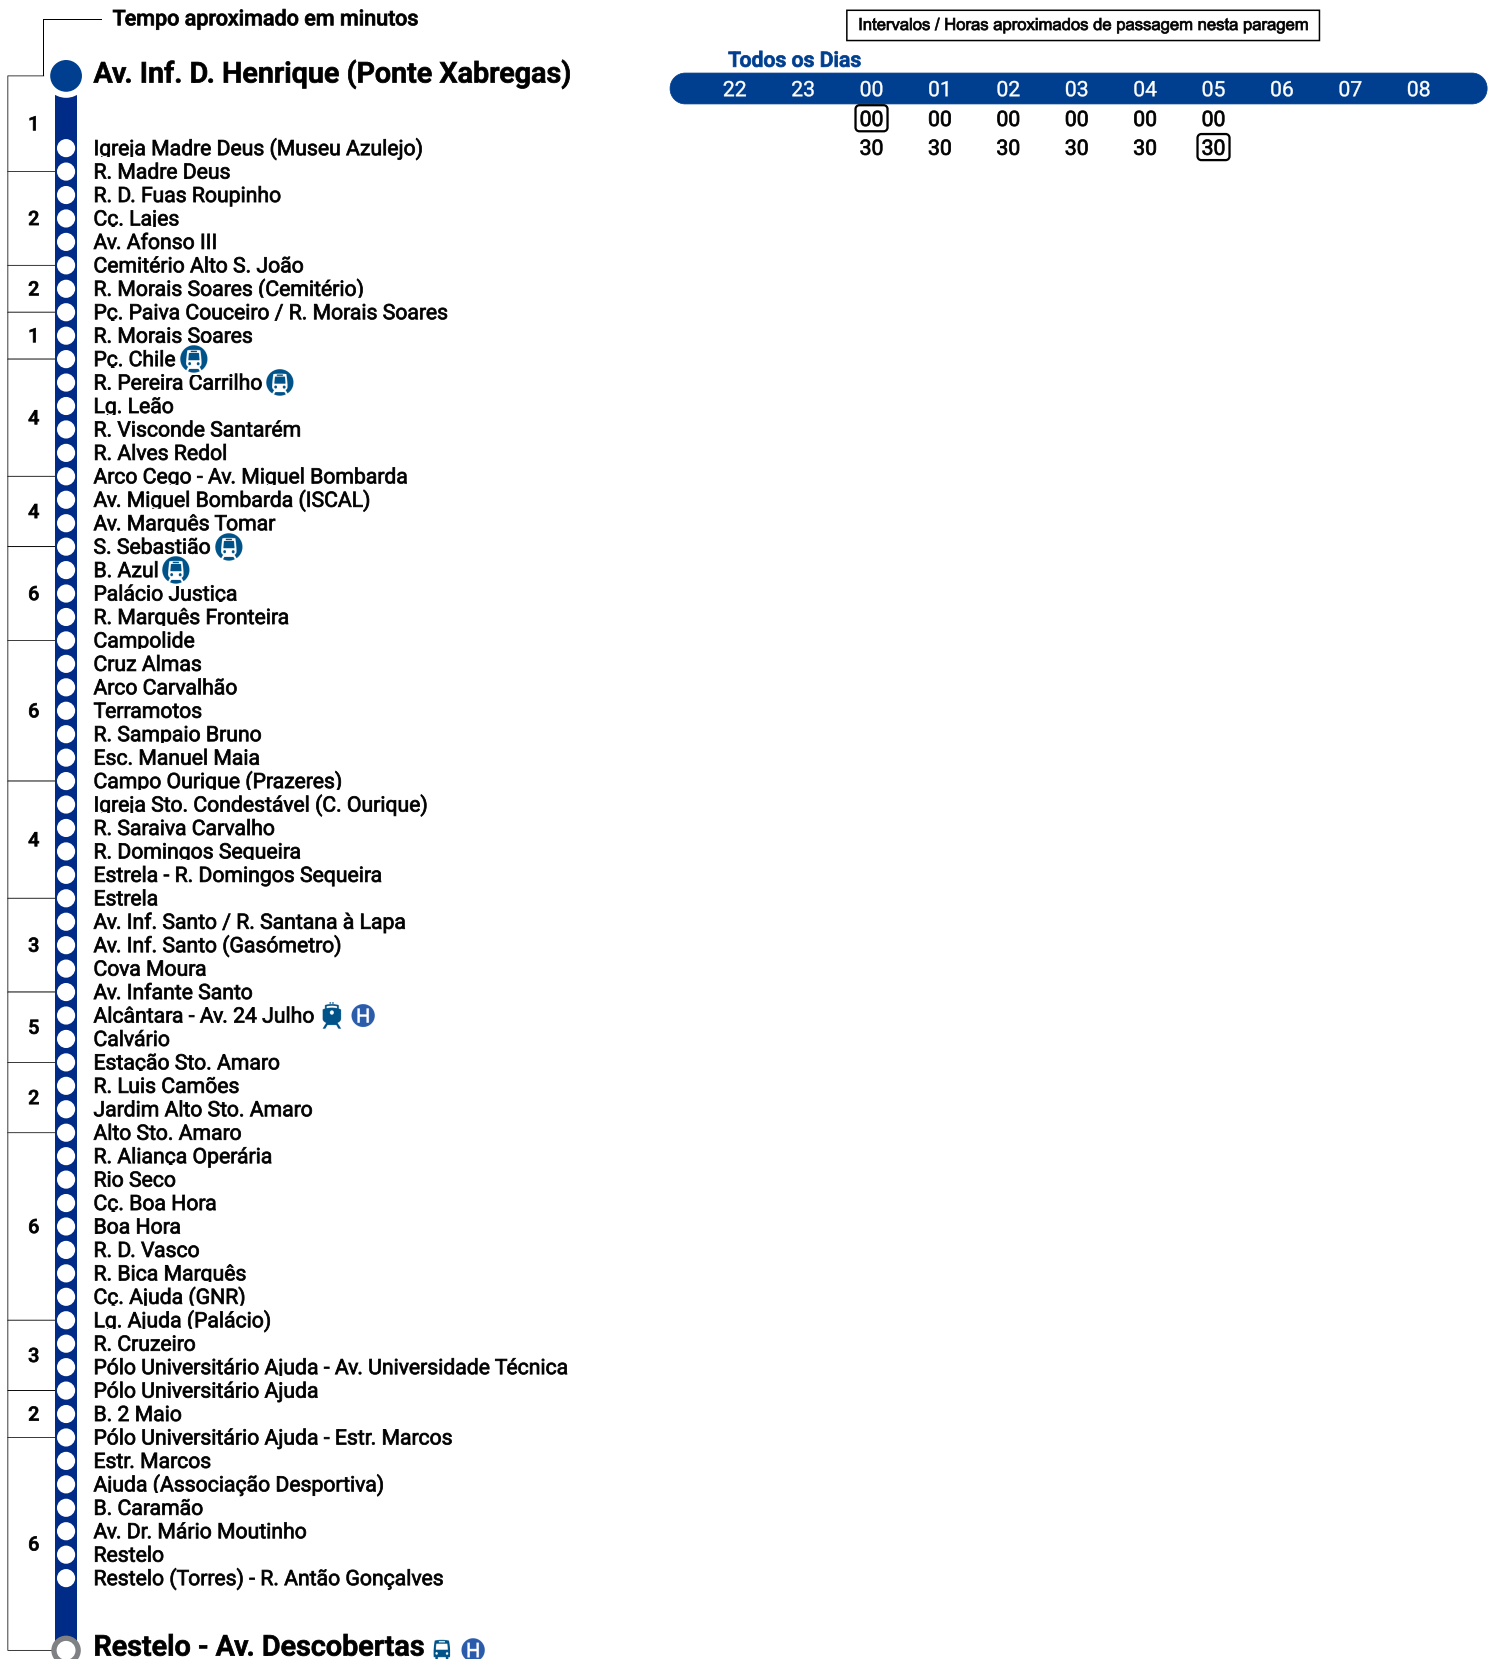 Tempo aproximado em minutos
Intervalos / Horas aproximados de passagem nesta paragem
Av. Inf. D. Henrique (Ponte Xabregas)
Todos os Dias
22 23 00 01 02 03 04 05 06 07 08
00 00 00 00 00 00
30 30 30 30 30 30
1
Igreja Madre Deus (Museu Azulejo)
R. Madre Deus
R. D. Fuas Roupinho
2 Cç. Lajes
Av. Afonso III
Cemitério Alto S. João
2 R. Morais Soares (Cemitério)
Pç. Paiva Couceiro / R. Morais Soares
1 R. Morais Soares
Pç. Chile
R. Pereira Carrilho
Lg. Leão
4
R. Visconde Santarém
R. Alves Redol
Arco Cego - Av. Miguel Bombarda
Av. Miguel Bombarda (ISCAL)
4
Av. Marquês Tomar
S. Sebastião
B. Azul
6 Palácio Justiça
R. Marquês Fronteira
Campolide
Cruz Almas
Arco Carvalhão
6 Terramotos
R. Sampaio Bruno
Esc. Manuel Maia
Campo Ourique (Prazeres)
Igreja Sto. Condestável (C. Ourique)
R. Saraiva Carvalho
4
R. Domingos Sequeira
Estrela - R. Domingos Sequeira
Estrela
Av. Inf. Santo / R. Santana à Lapa
3 Av. Inf. Santo (Gasómetro)
Cova Moura
Av. Infante Santo
Alcântara - Av. 24 Julho H
5
Calvário
Estação Sto. Amaro
R. Luis Camões
2
Jardim Alto Sto. Amaro
Alto Sto. Amaro
R. Aliança Operária
Rio Seco
Cç. Boa Hora
6 Boa Hora
R. D. Vasco
R. Bica Marquês
Cç. Ajuda (GNR)
Lg. Ajuda (Palácio)
R. Cruzeiro
3
Pólo Universitário Ajuda - Av. Universidade Técnica
Pólo Universitário Ajuda
2 B. 2 Maio
Pólo Universitário Ajuda - Estr. Marcos
Estr. Marcos
Ajuda (Associação Desportiva)
B. Caramão
Av. Dr. Mário Moutinho
6
Restelo
Restelo (Torres) - R. Antão Gonçalves
Restelo - Av. Descobertas H